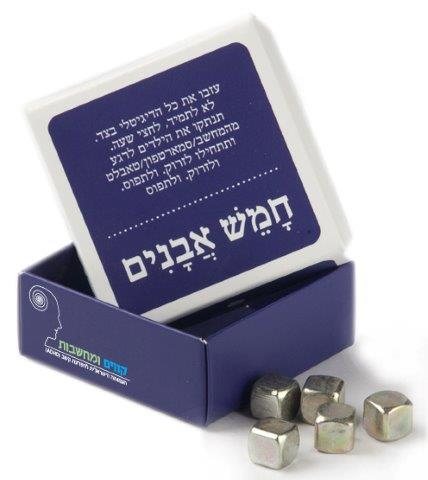 עזבו את כל הדיגיטלי בצד.
לא לתמיד, לחצי שעה.
תנתקו את הילדים לרגע
מהמחשב/סמארטפון/טאבלט
ותתחילו לזרוק. ולתפוס.
ולזרוק. ולתפוס
חָמֵשׁ אֲבָנִים
קווים ומחשבות
(ADHD)